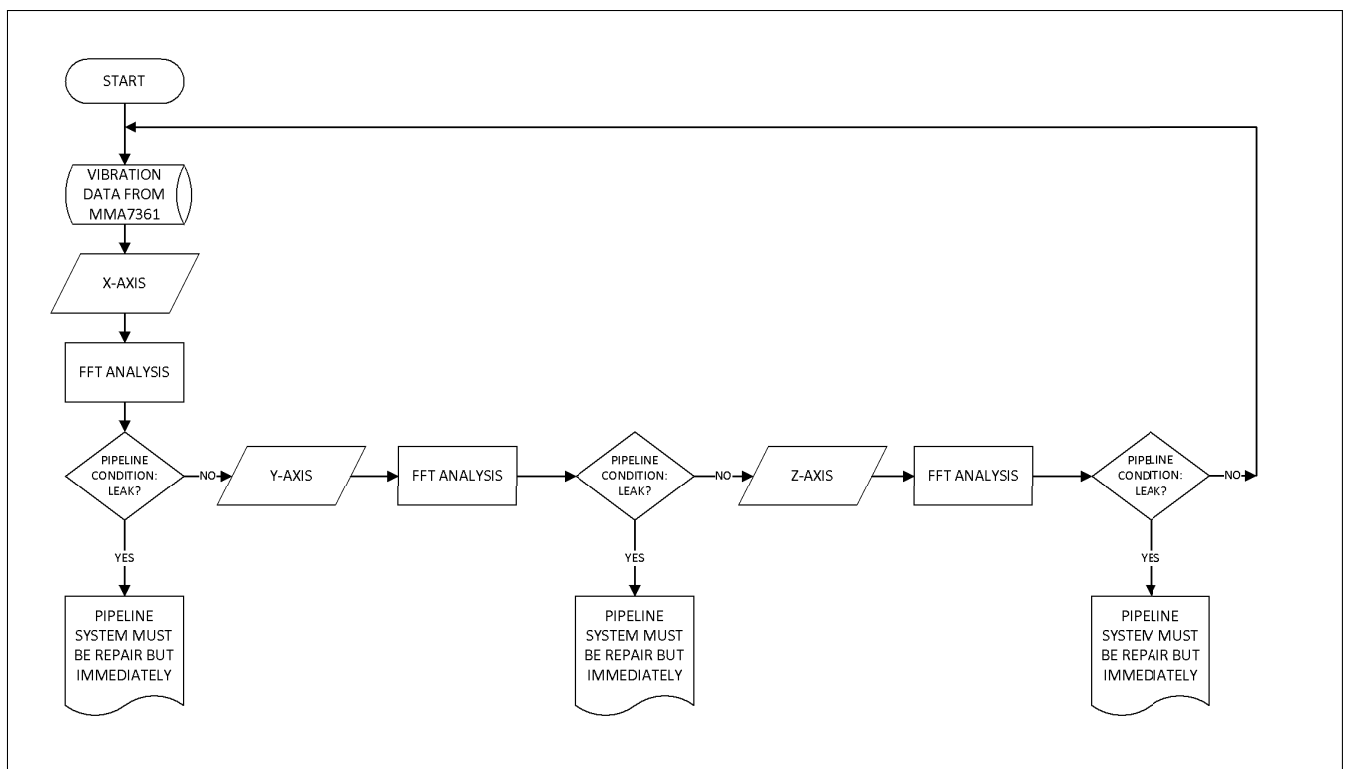 START
VIBRATION
DATA FROM
MMA7361
X-AXIS
FFT ANALYSIS
PIPELINE
CONDITION:
LEAK?
NO
Y-AXIS
FFT ANALYSIS
PIPELINE
CONDITION:
LEAK?
NO
Z-AXIS
FFT ANALYSIS
PIPELINE
CONDITION:
LEAK?
NO
YES
YES
YES
PIPELINE
SYSTEM MUST
BE REPAIR BUT
IMMEDIATELY
PIPELINE
SYSTEM MUST
BE REPAIR BUT
IMMEDIATELY
PIPELINE
SYSTEM MUST
BE REPAIR BUT
IMMEDIATELY